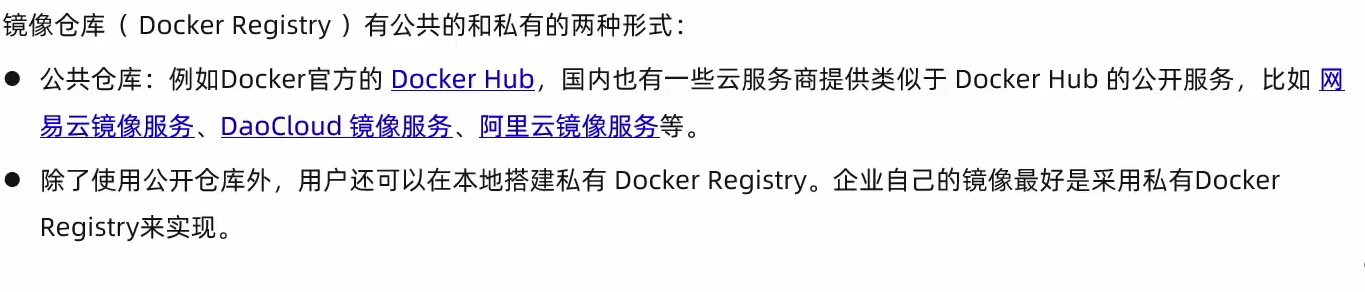 镜像仓库（ Docker Registry ）有公共的和私有的两种形式：
● 公共仓库：例如Docker官方的 Docker Hub，国内也有一些云服务商提供类似于 Docker Hub 的公开服务，比如 网
易云镜像服务、DaoCloud 镜像服务、阿里云镜像服务等。
● 除了使用公开仓库外，用户还可以在本地搭建私有 Docker Registry。企业自己的镜像最好是采用私有Docker
Registry来实现。